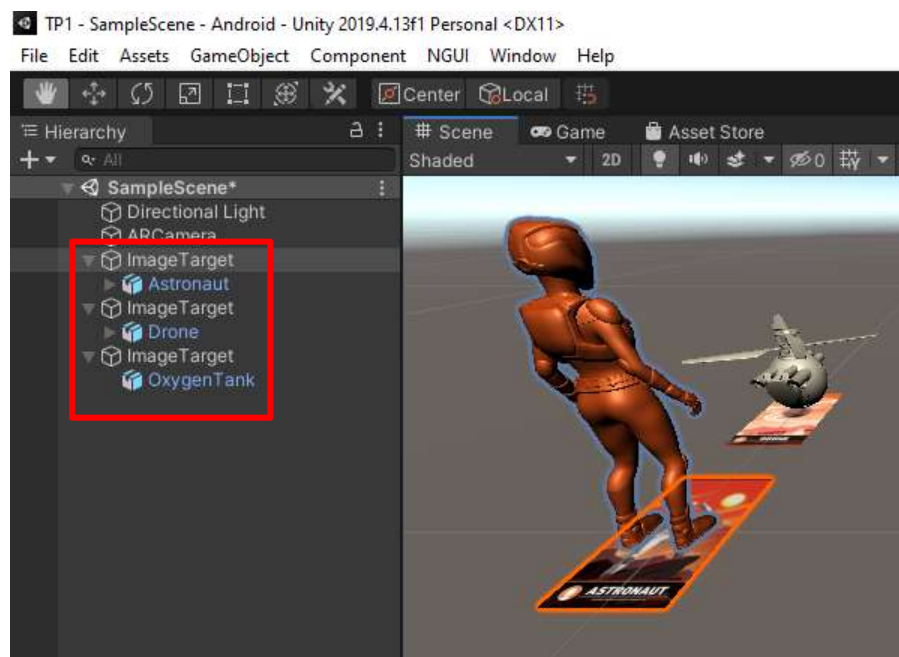 TP1 - SampleScene - Android - Unity 2019.4.13f1 Personal <DX11>
File Edit Assets GameObject Component NGUI Window Help
Center Local
Hierarchy
All
SampleScene*
Directional Light
ARCamera
ImageTarget
Astronaut
ImageTarget
Drone
ImageTarget
OxygenTank
Scene Game Asset Store
Shaded 2D 0
DRONE
ASTRONAUT